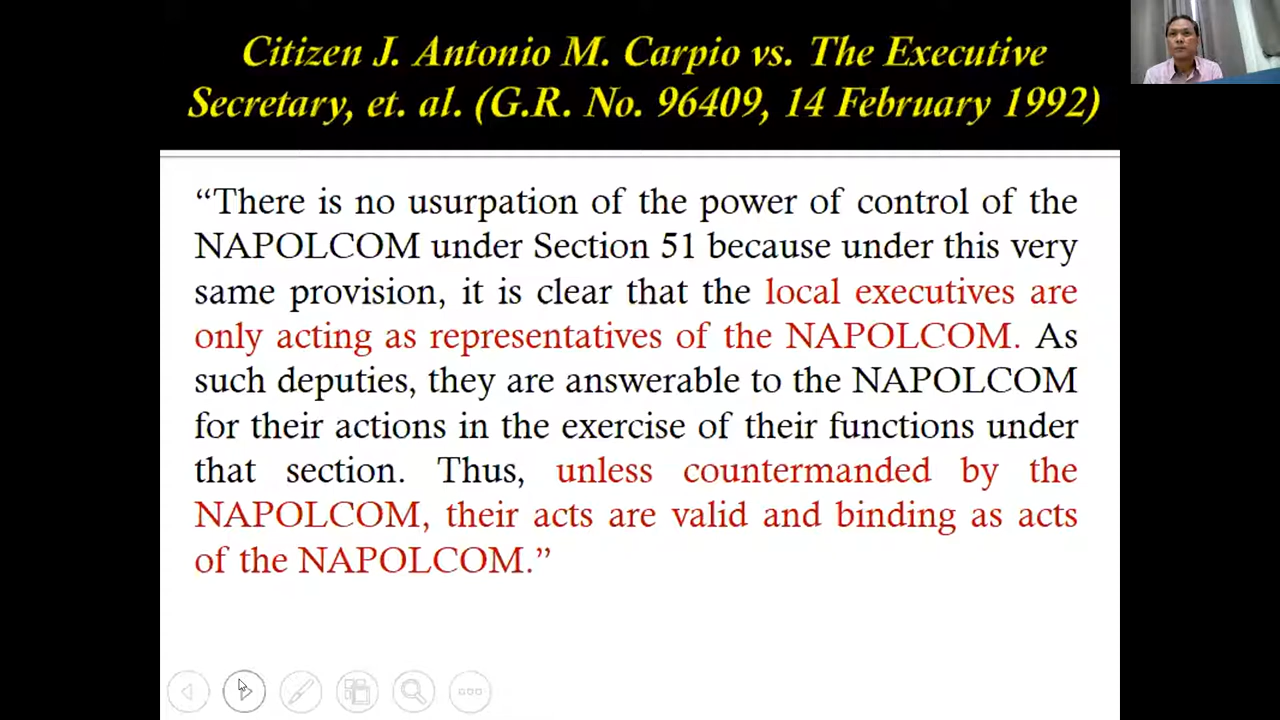 Citizen J. Antonio M. Carpio vs. The Executive
Secretary, et. al. (G.R. No. 96409, 14 February 1992)
“There is no usurpation of the power of control of the
NAPOLCOM under Section 51 because under this very
same provision, it is clear that the local executives are
only acting as representatives of the NAPOLCOM. As
such deputies, they are answerable to the NAPOLCOM
for their actions in the exercise of their functions under
that section. Thus, unless countermanded by the
NAPOLCOM, their acts are valid and binding as acts
of the NAPOLCOM.”